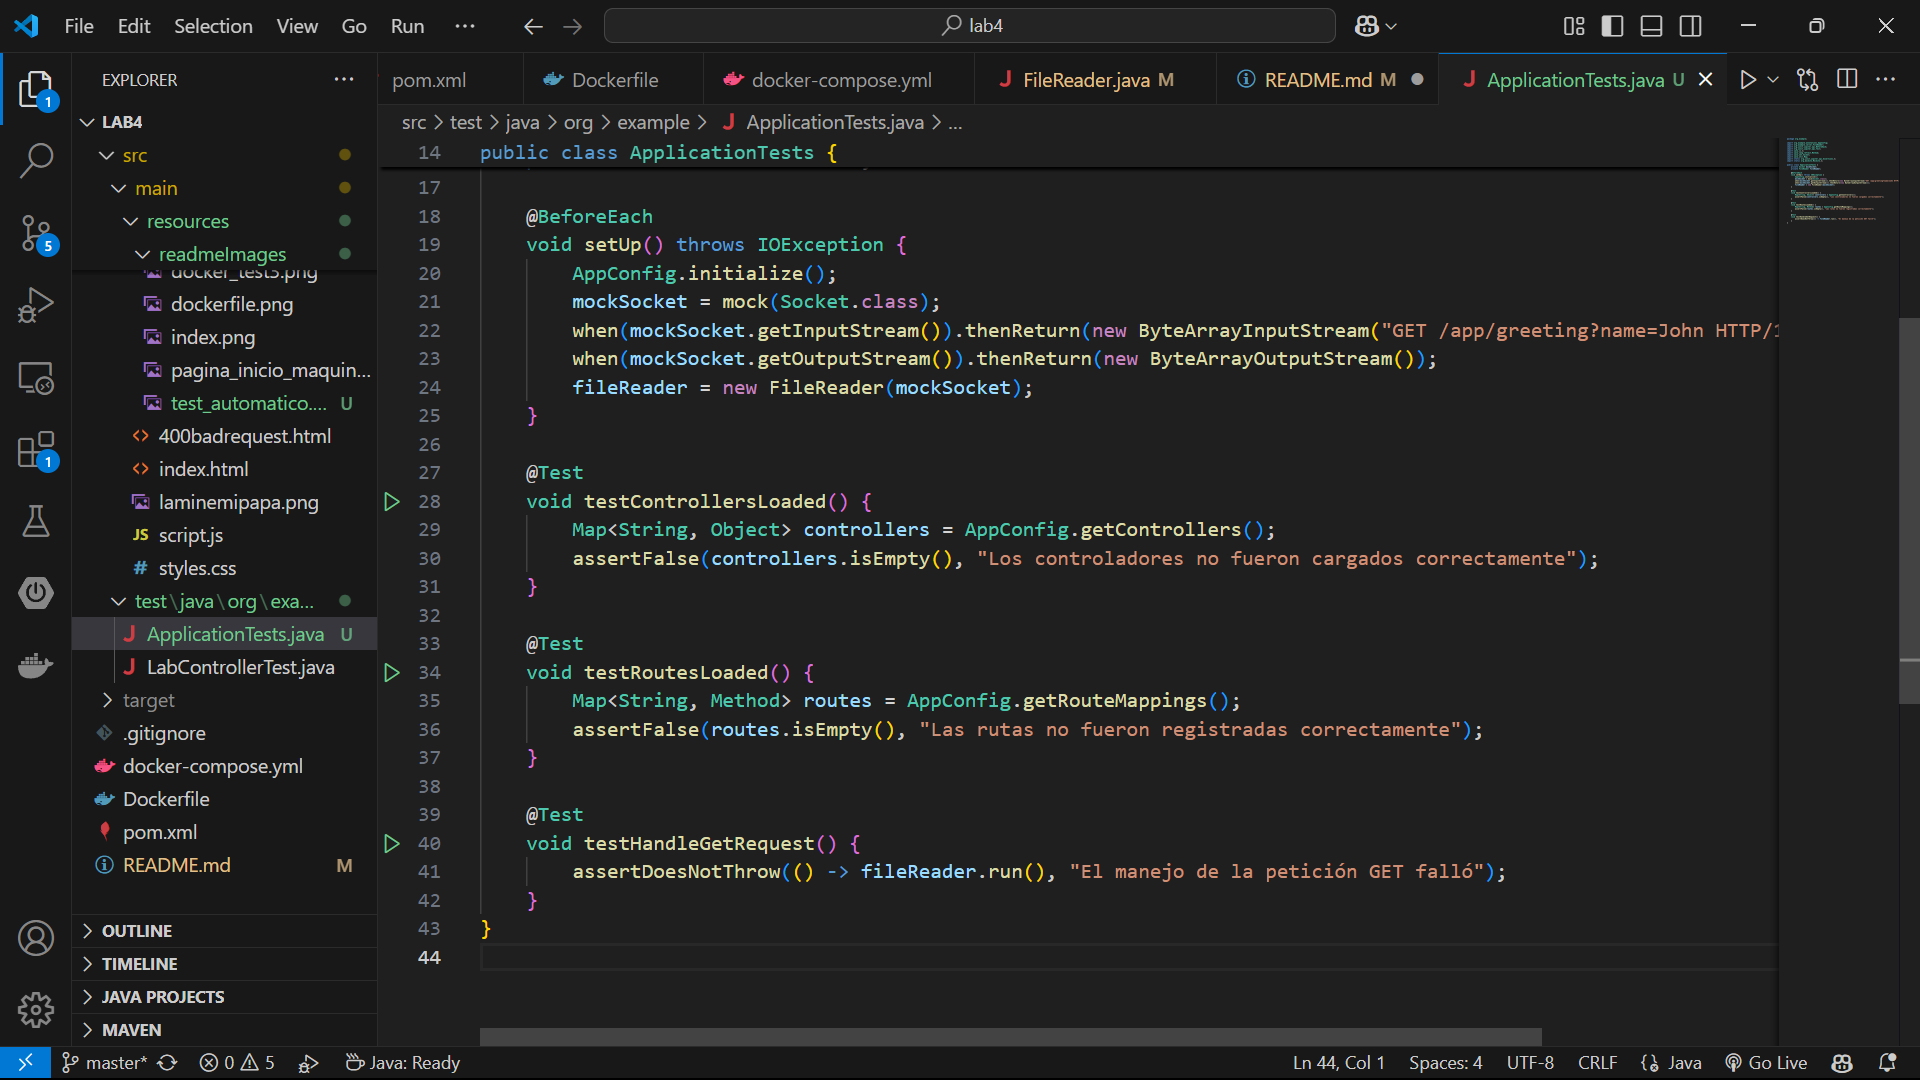 File Edit Selection View Go Run ... lab4
EXPLORER ...
pom.xml Dockerfile docker-compose.yml FileReader.java M README.md M ApplicationTests.java U
src > test > java > org > example > ApplicationTests.java > ...
LAB4
src
main
resources
readmeImages
docker_test3.png
dockerfile.png
index.png
pagina_inicio_maquin...
test_automatico.... U
400badrequest.html
index.html
laminemipapa.png
JS script.js
# styles.css
test\java\org\exa...
ApplicationTests.java U
LabControllerTest.java
target
.gitignore
docker-compose.yml
Dockerfile
pom.xml
README.md M
OUTLINE
TIMELINE
JAVA PROJECTS
MAVEN
1
5
1
14 public class ApplicationTests {
17
18 @BeforeEach
19 void setUp() throws IOException {
20 AppConfig.initialize();
21 mockSocket = mock(Socket.class);
22 when(mockSocket.getInputStream()).thenReturn(new ByteArrayInputStream("GET /app/greeting?name=John HTTP/1
23 when(mockSocket.getOutputStream()).thenReturn(new ByteArrayOutputStream());
24 fileReader = new FileReader(mockSocket);
25 }
26
27 @Test
28 void testControllersLoaded() {
29 Map<String, Object> controllers = AppConfig.getControllers();
30 assertFalse(controllers.isEmpty(), "Los controladores no fueron cargados correctamente");
31 }
32
33 @Test
34 void testRoutesLoaded() {
35 Map<String, Method> routes = AppConfig.getRouteMappings();
36 assertFalse(routes.isEmpty(), "Las rutas no fueron registradas correctamente");
37 }
38
39 @Test
40 void testHandleGetRequest() {
41 assertDoesNotThrow(() -> fileReader.run(), "El manejo de la petición GET falló");
42 }
43 }
44
master* 0 5 Java: Ready Ln 44, Col 1 Spaces: 4 UTF-8 CRLF Java Go Live